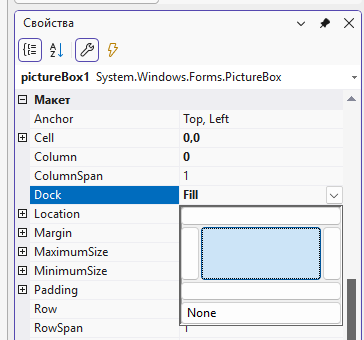 Свойства
pictureBox1 System.Windows.Forms.PictureBox
Макет
Anchor Top, Left
Cell 0,0
Column 0
ColumnSpan 1
Dock Fill
Location
Margin
MaximumSize
MinimumSize
Padding
Row None
RowSpan 1